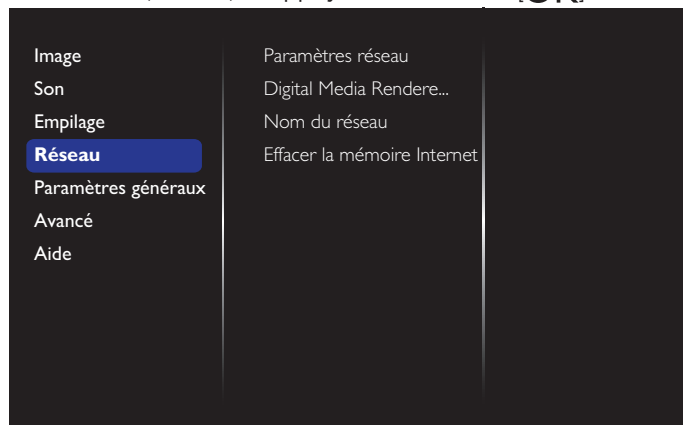 Image
Son
Empilage
Réseau
Paramètres généraux
Avancé
Aide
Paramètres réseau
Digital Media Rendere...
Nom du réseau
Effacer la mémoire Internet